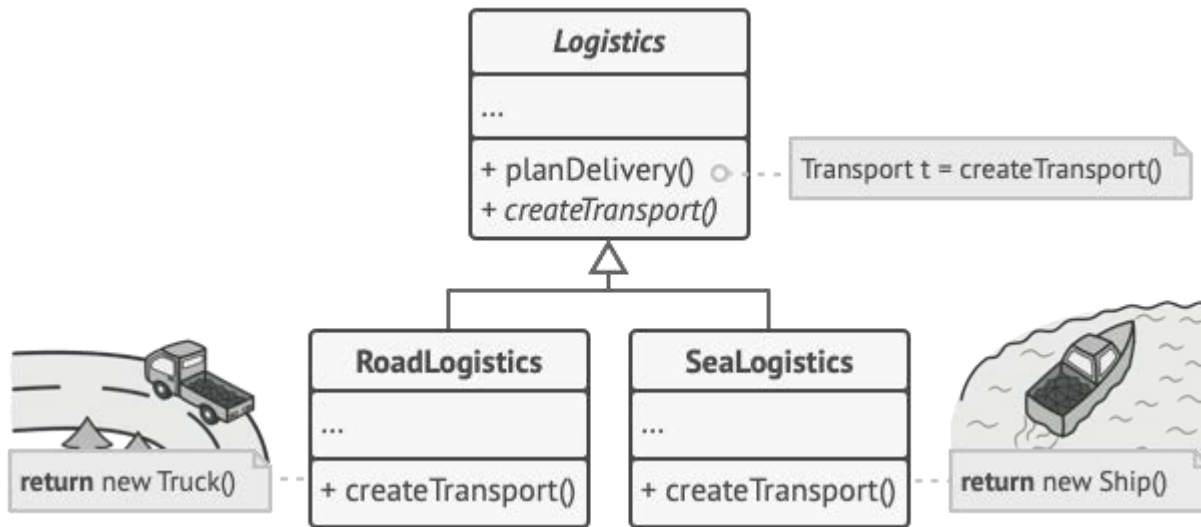 Logistics
...
+ planDelivery()
+ createTransport()
Transport t = createTransport()
RoadLogistics
...
+ createTransport()
return new Truck()
SeaLogistics
...
+ createTransport()
return new Ship()